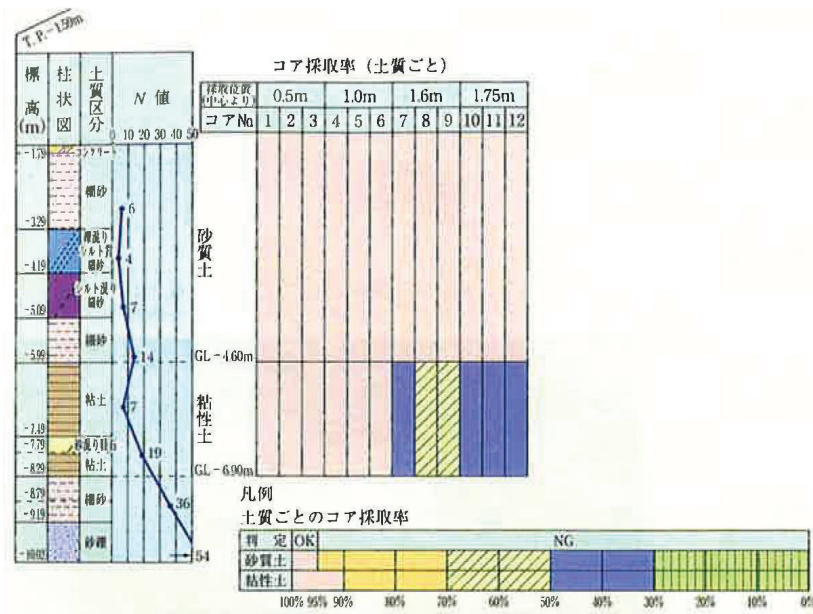 T.P.-1.59m
標高(m)
柱状図
土質区分
N 値
0 10 20 30 40 50
-1.79
コンクリート
細砂
6
-3.29
シルト質
細砂
4
-4.19
シルト混り
細砂
7
-5.09
細砂
14
-5.99
粘土
7
-7.49
-7.79
19
粘土
-8.29
-8.79
細砂
36
-9.19
砂礫
54
-10.02
砂質土
粘性土
コア採取率（土質ごと）
採取位置(中心より) 0.5m 1.0m 1.6m 1.75m
コアNo. 1 2 3 4 5 6 7 8 9 10 11 12
GL-4.60m
GL-6.90m
凡例
土質ごとのコア採取率
判定 OK NG
砂質土
粘性土
100% 95% 90% 80% 70% 60% 50% 40% 30% 20% 10% 0%